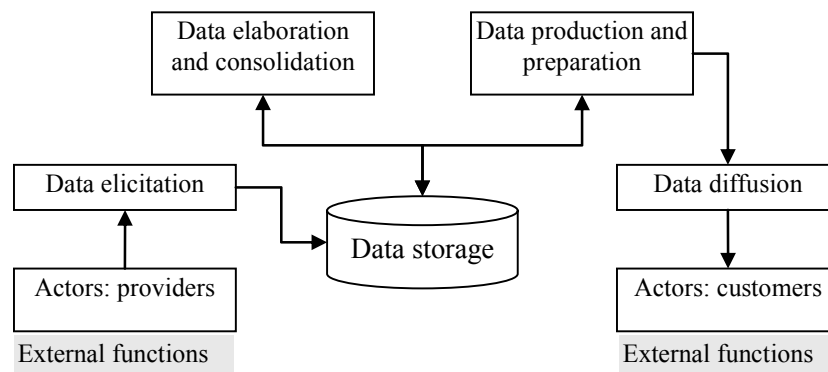 Data elaboration
and consolidation
Data production and
preparation
Data elicitation
Data diffusion
Data storage
Actors: providers
Actors: customers
External functions
External functions